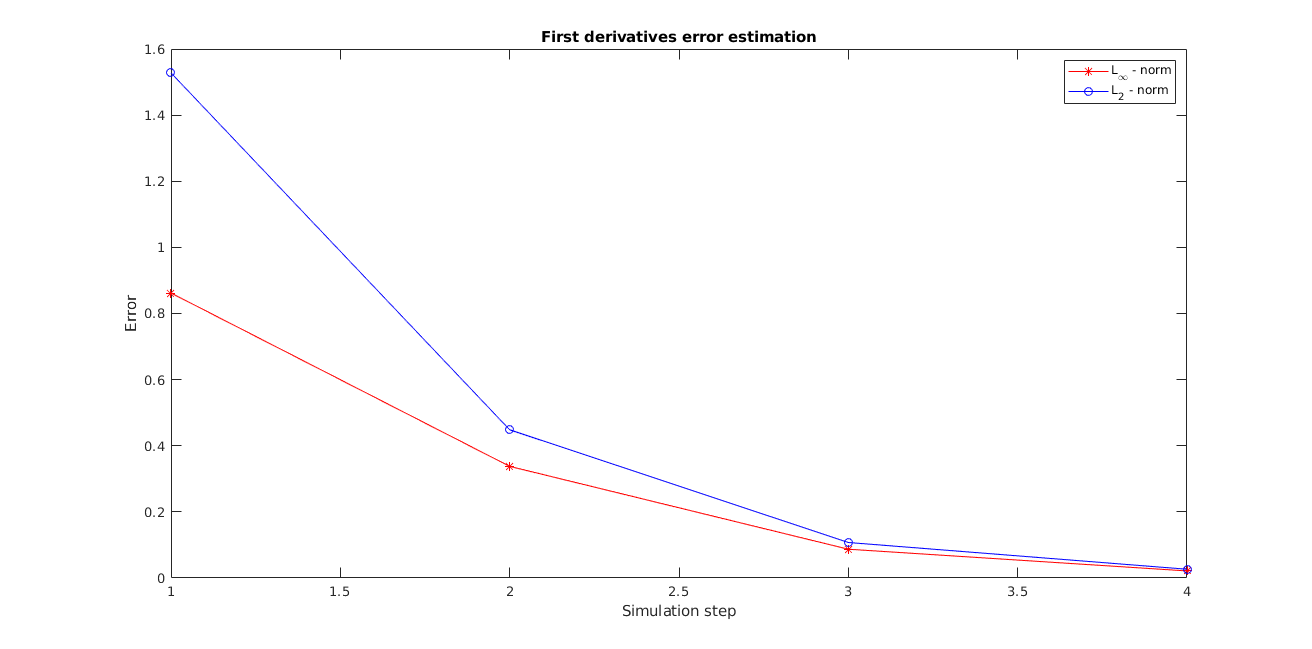 First derivatives error estimation
L∞ - norm
L2 - norm
1.6
1.4
1.2
1
0.8
0.6
0.4
0.2
0
Error
1 1.5 2 2.5 3 3.5 4
Simulation step